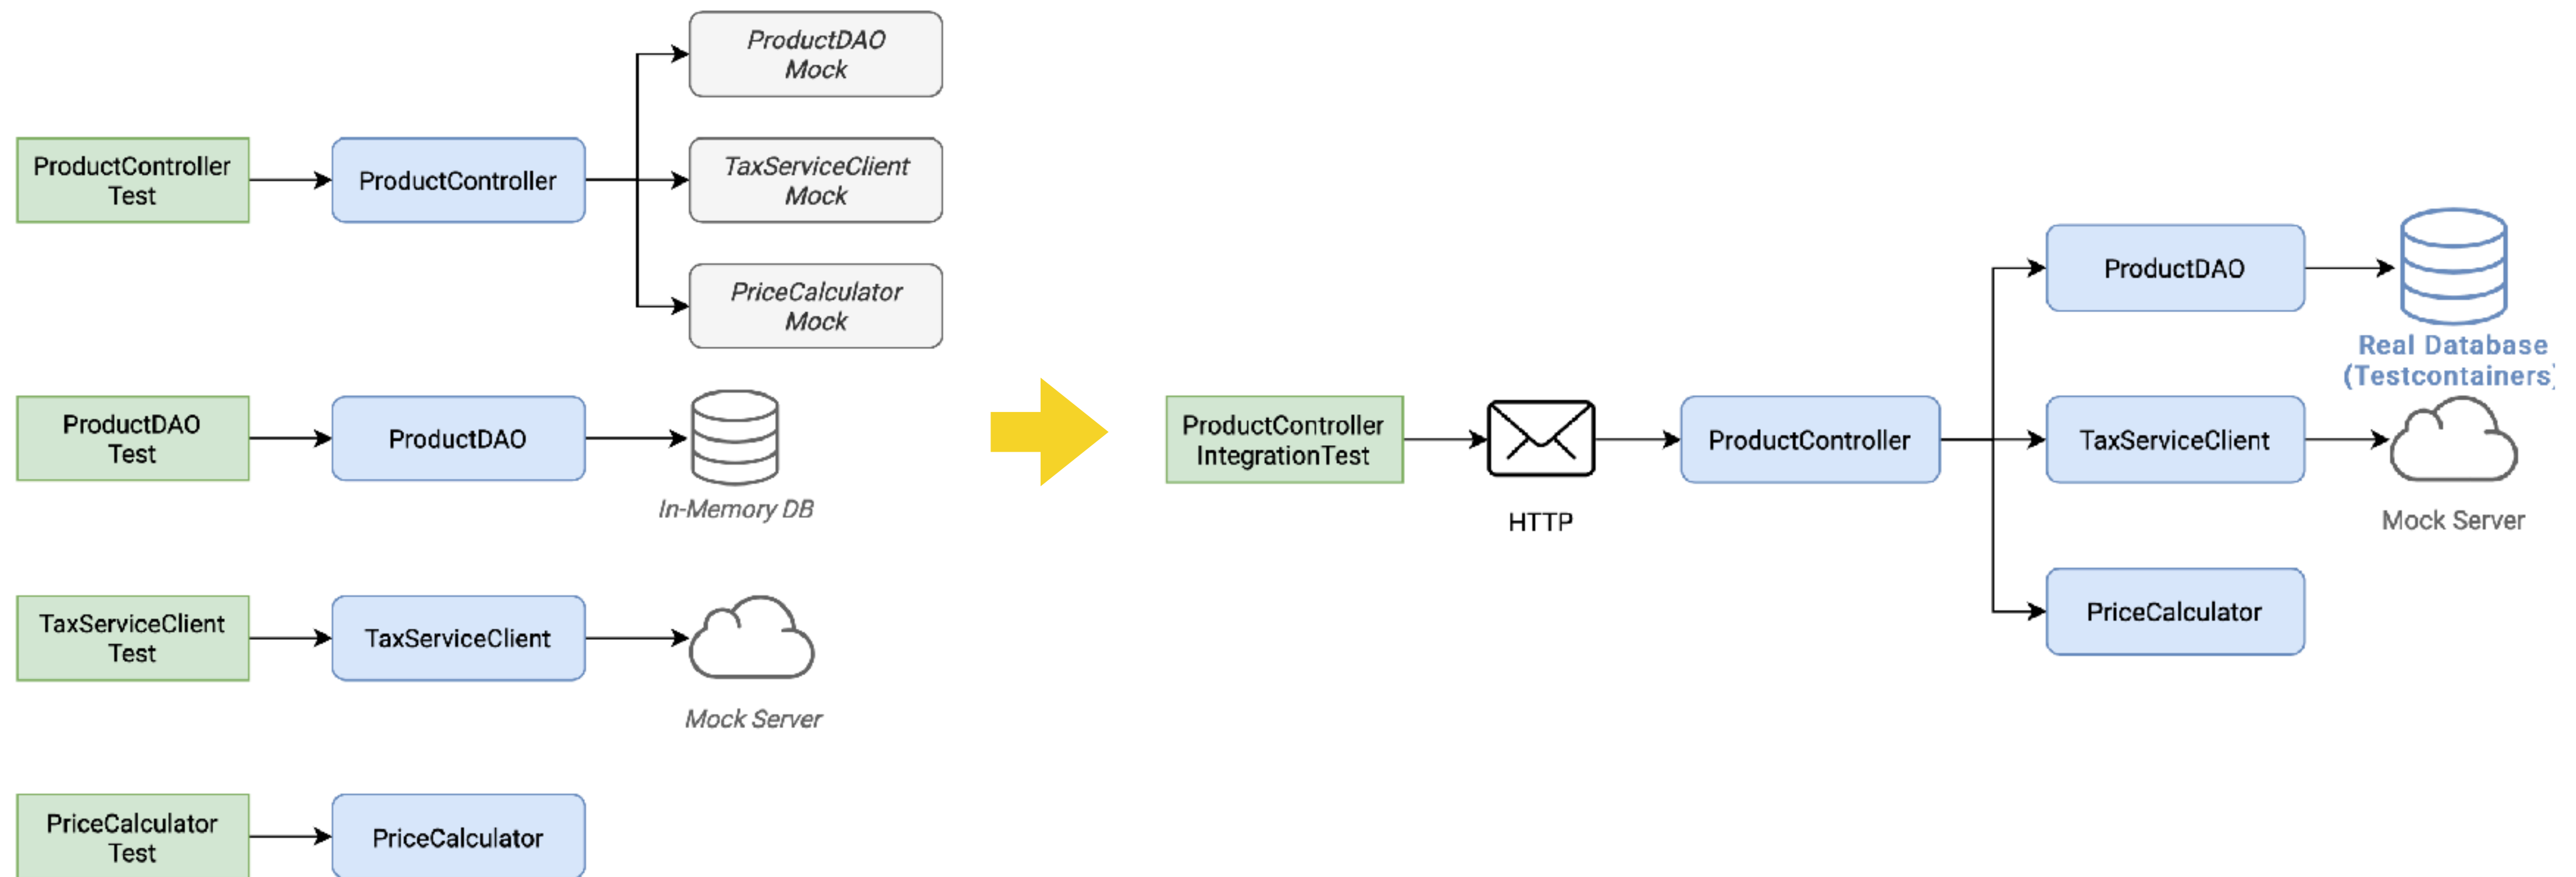 ProductDAO
Mock
ProductController
Test
ProductController
TaxServiceClient
Mock
PriceCalculator
Mock
ProductDAO
Test
ProductDAO
In-Memory DB
TaxServiceClient
Test
TaxServiceClient
Mock Server
PriceCalculator
Test
PriceCalculator
ProductController
IntegrationTest
HTTP
ProductController
ProductDAO
Real Database
(Testcontainers)
TaxServiceClient
Mock Server
PriceCalculator